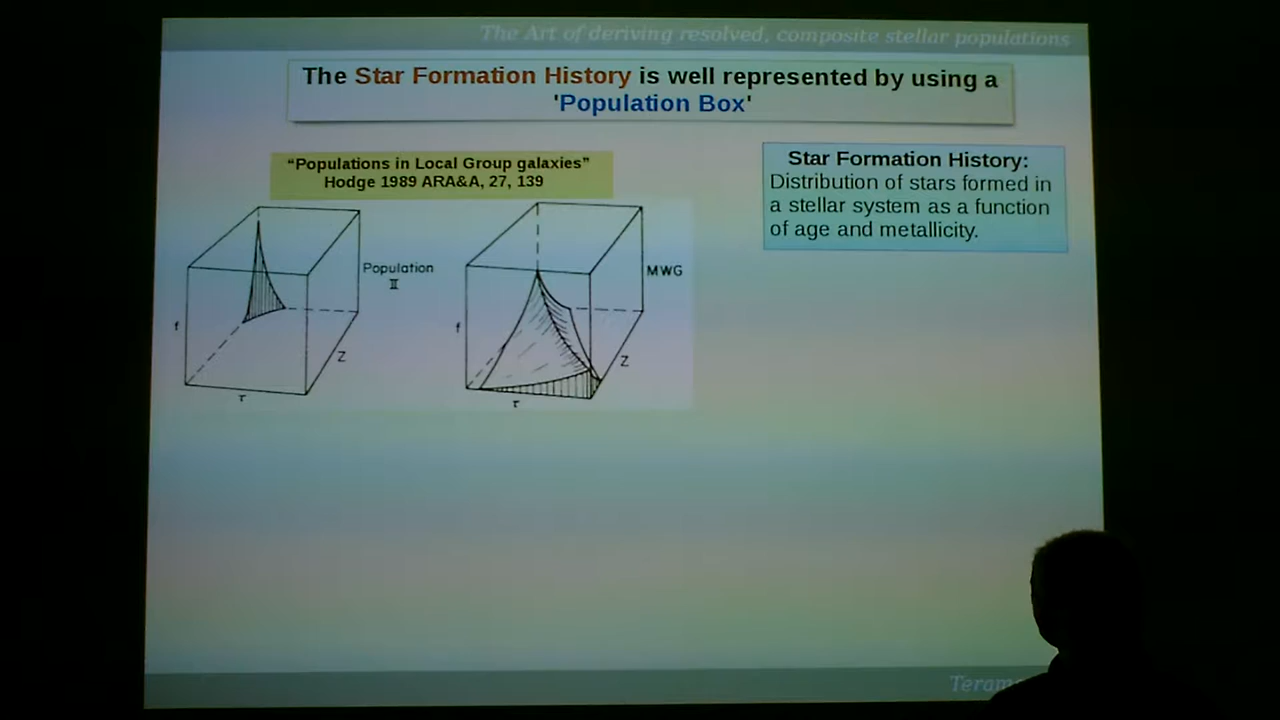 The Art of deriving resolved, composite stellar populations
The Star Formation History is well represented by using a
'Population Box'
“Populations in Local Group galaxies”
Hodge 1989 ARA&A, 27, 139
Star Formation History:
Distribution of stars formed in
a stellar system as a function
of age and metallicity.
Population
II
f
Z
τ
MWG
f
Z
τ